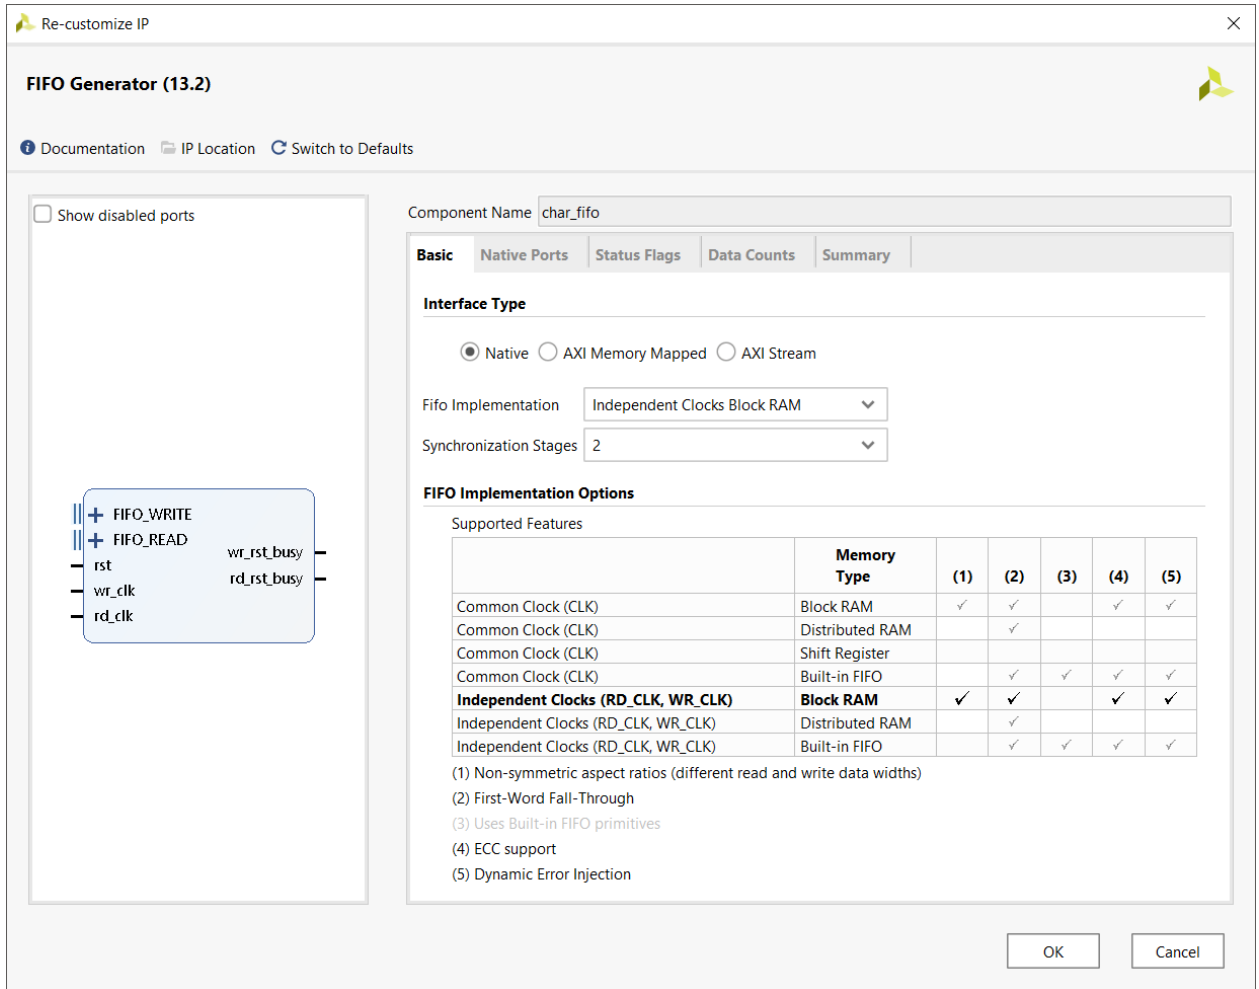 Re-customize IP
FIFO Generator (13.2)
Documentation IP Location Switch to Defaults
Show disabled ports
FIFO_WRITE
FIFO_READ
rst
wr_clk
rd_clk
wr_rst_busy
rd_rst_busy
Component Name char_fifo
Basic Native Ports Status Flags Data Counts Summary
Interface Type
Native AXI Memory Mapped AXI Stream
Fifo Implementation Independent Clocks Block RAM
Synchronization Stages 2
FIFO Implementation Options
Supported Features
Memory Type (1) (2) (3) (4) (5)
Common Clock (CLK) Block RAM ✓ ✓ ✓ ✓
Common Clock (CLK) Distributed RAM ✓
Common Clock (CLK) Shift Register
Common Clock (CLK) Built-in FIFO ✓ ✓ ✓ ✓
Independent Clocks (RD_CLK, WR_CLK) Block RAM ✓ ✓ ✓ ✓
Independent Clocks (RD_CLK, WR_CLK) Distributed RAM ✓
Independent Clocks (RD_CLK, WR_CLK) Built-in FIFO ✓ ✓ ✓ ✓
(1) Non-symmetric aspect ratios (different read and write data widths)
(2) First-Word Fall-Through
(3) Uses Built-in FIFO primitives
(4) ECC support
(5) Dynamic Error Injection
OK Cancel